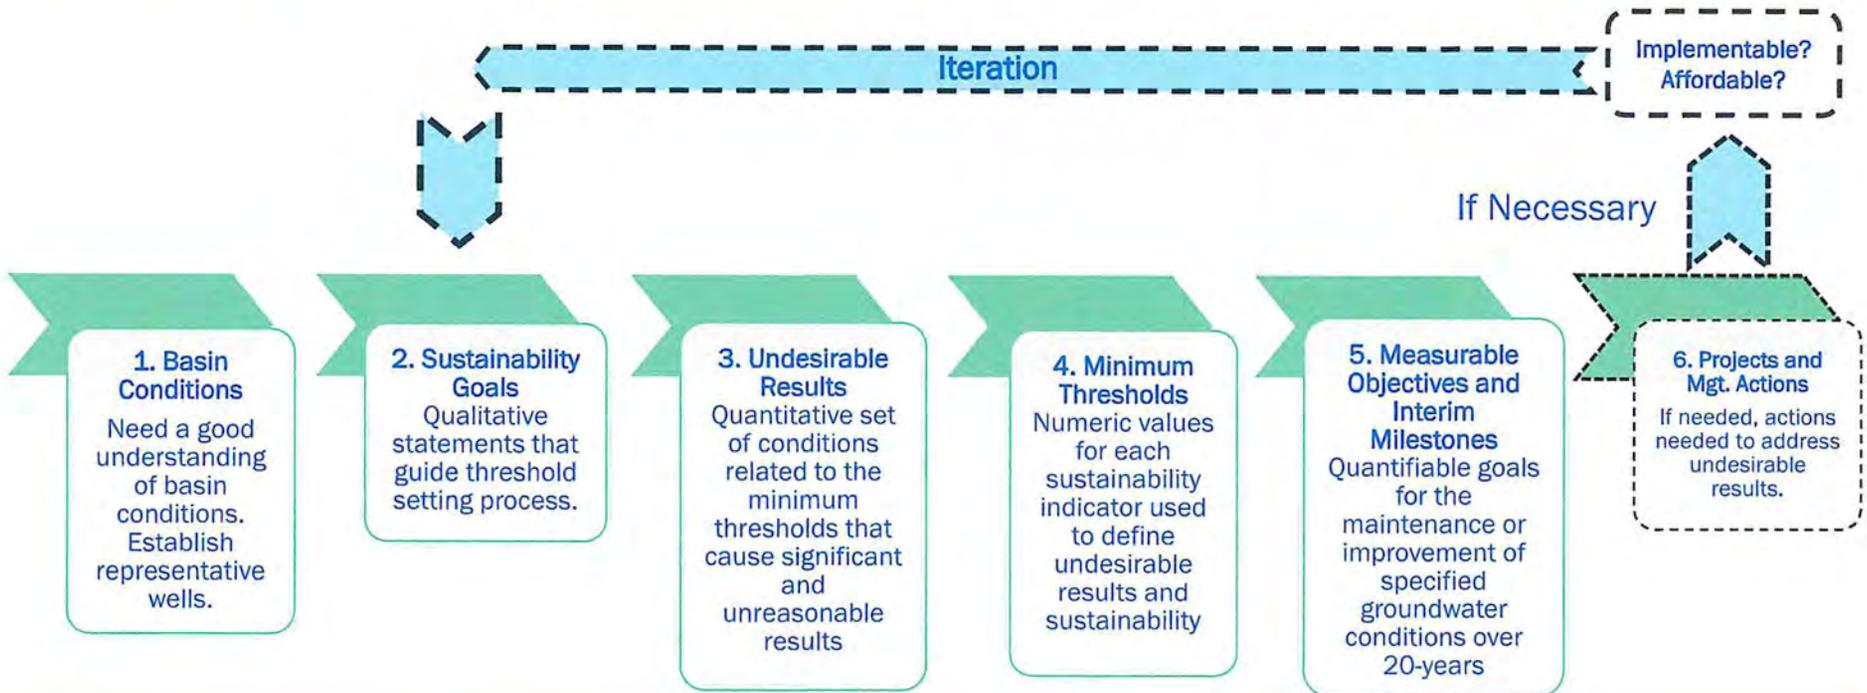 Implementable?
Affordable?
Iteration
If Necessary
1. Basin
Conditions
Need a good
understanding
of basin
conditions.
Establish
representative
wells.
2. Sustainability
Goals
Qualitative
statements that
guide threshold
setting process.
3. Undesirable
Results
Quantitative set
of conditions
related to the
minimum
thresholds that
cause significant
and
unreasonable
results
4. Minimum
Thresholds
Numeric values
for each
sustainability
indicator used
to define
undesirable
results and
sustainability
5. Measurable
Objectives and
Interim
Milestones
Quantifiable goals
for the
maintenance or
improvement of
specified
groundwater
conditions over
20-years
6. Projects and
Mgt. Actions
If needed, actions
needed to address
undesirable
results.